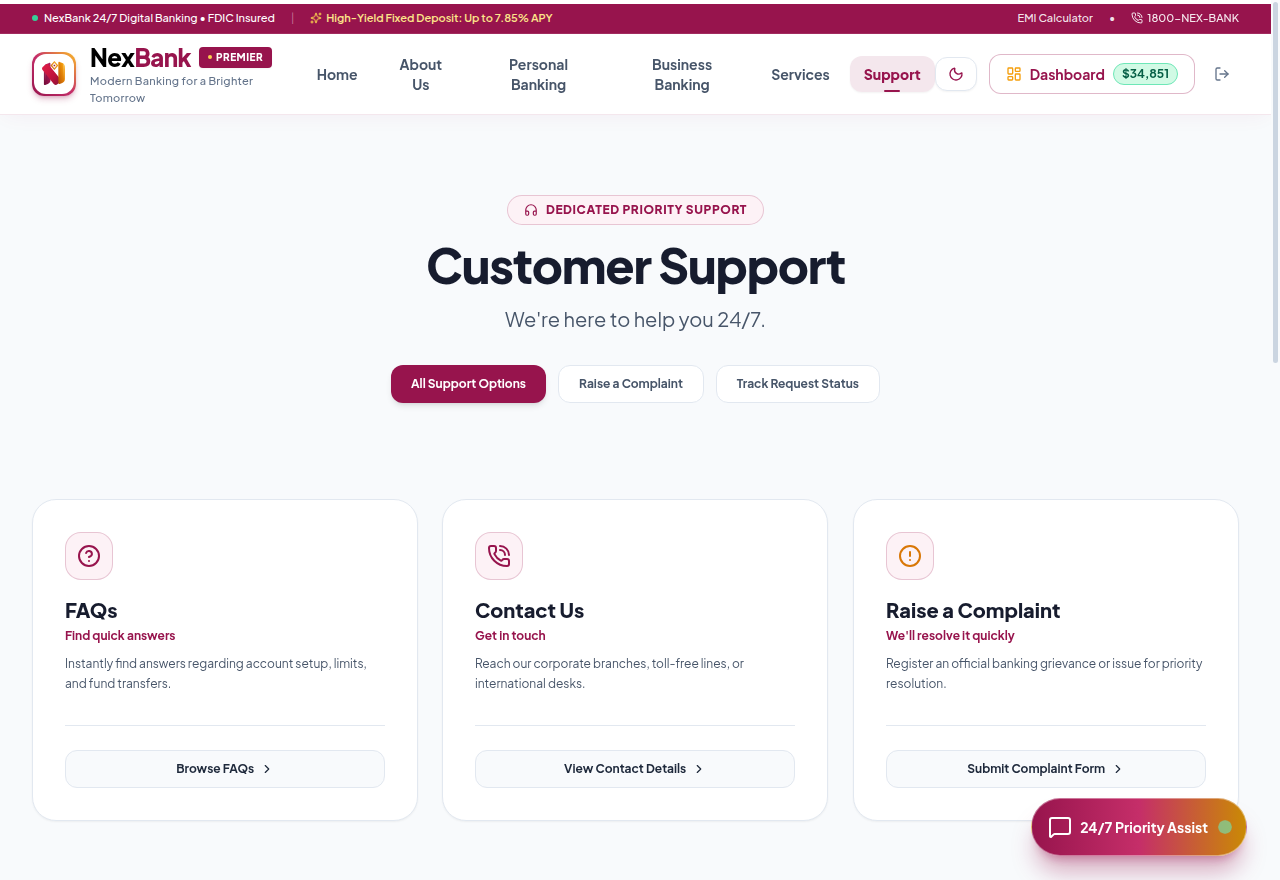 NexBank 24/7 Digital Banking • FDIC Insured | High-Yield Fixed Deposit: Up to 7.85% APY EMI Calculator • 1800-NEX-BANK
NexBank • PREMIER
Modern Banking for a Brighter
Tomorrow
Home About Us Personal Banking Business Banking Services Support Dashboard $34,851
DEDICATED PRIORITY SUPPORT
Customer Support
We're here to help you 24/7.
All Support Options Raise a Complaint Track Request Status
FAQs
Find quick answers
Instantly find answers regarding account setup, limits,
and fund transfers.
Browse FAQs
Contact Us
Get in touch
Reach our corporate branches, toll-free lines, or
international desks.
View Contact Details
Raise a Complaint
We'll resolve it quickly
Register an official banking grievance or issue for priority
resolution.
Submit Complaint Form
24/7 Priority Assist